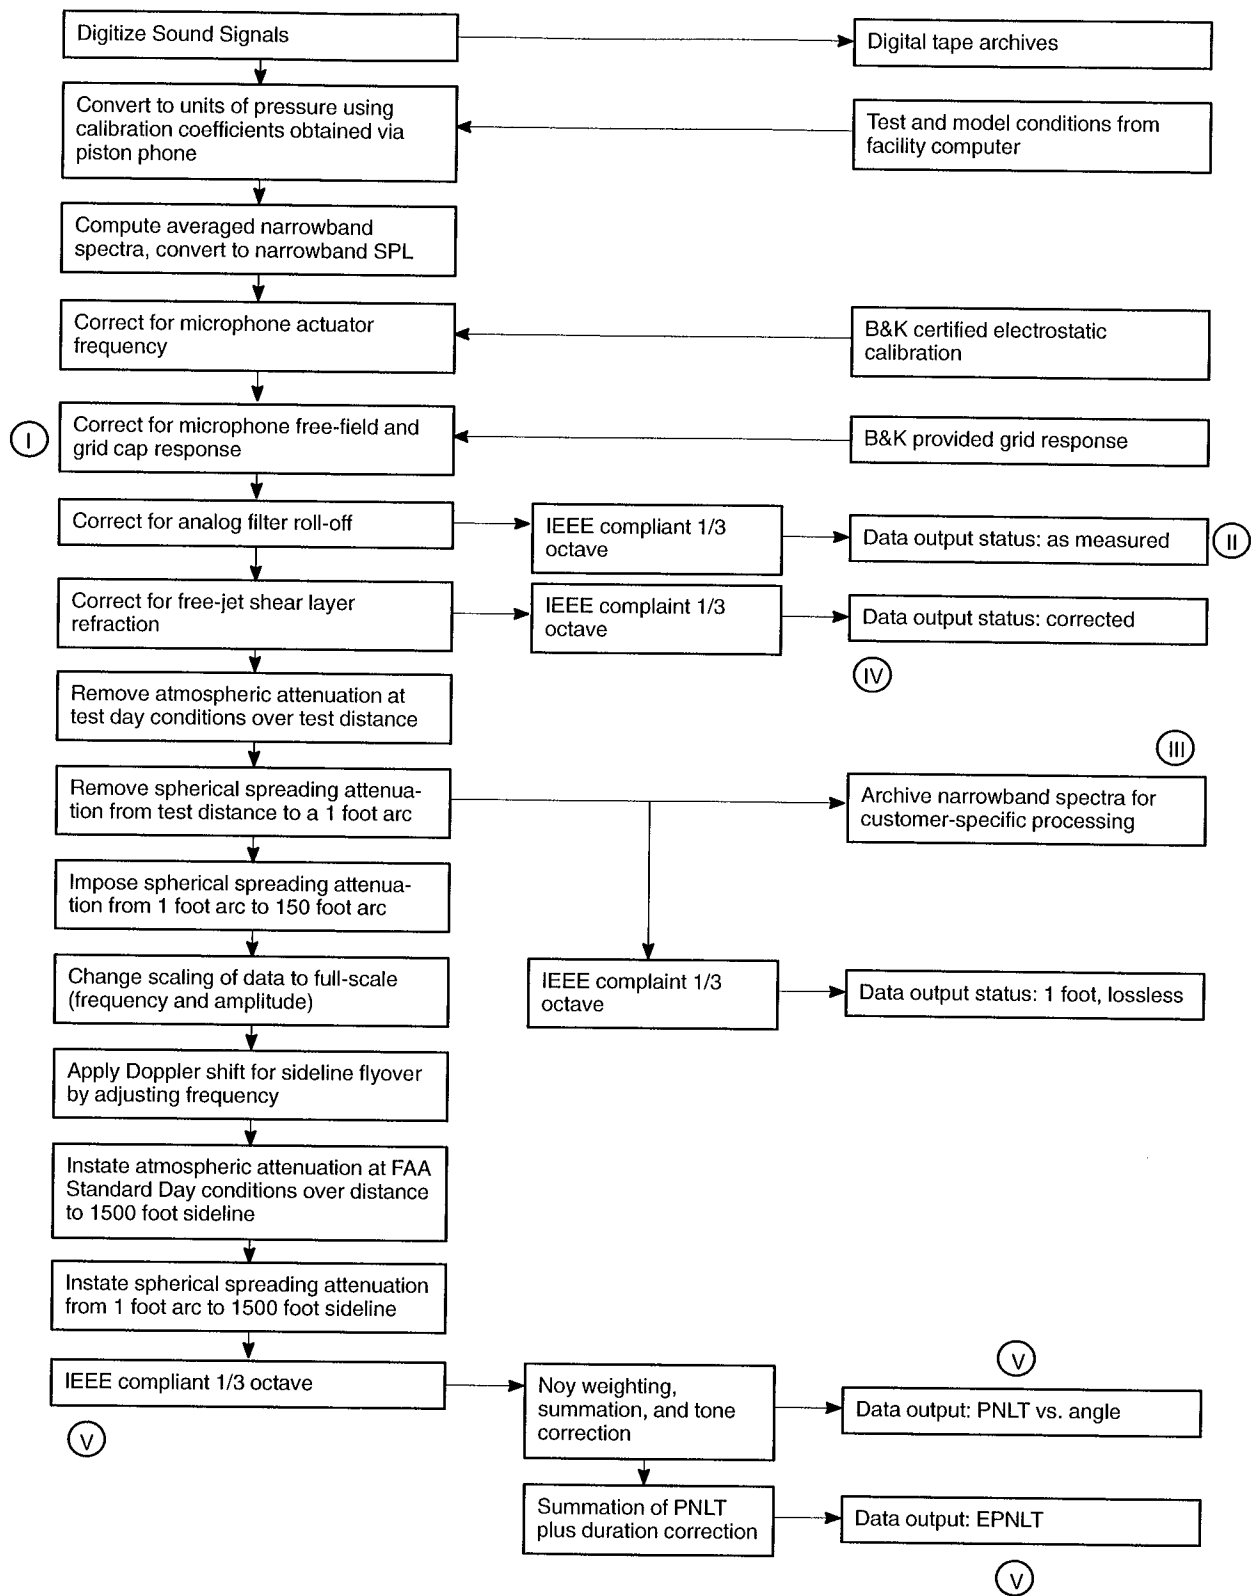 Digitize Sound Signals
Digital tape archives
Convert to units of pressure using
calibration coefficients obtained via
piston phone
Test and model conditions from
facility computer
Compute averaged narrowband
spectra, convert to narrowband SPL
Correct for microphone actuator
frequency
B&K certified electrostatic
calibration
I
Correct for microphone free-field and
grid cap response
B&K provided grid response
Correct for analog filter roll-off
IEEE compliant 1/3
octave
Data output status: as measured
II
Correct for free-jet shear layer
refraction
IEEE complaint 1/3
octave
Data output status: corrected
IV
Remove atmospheric attenuation at
test day conditions over test distance
III
Remove spherical spreading attenua-
tion from test distance to a 1 foot arc
Archive narrowband spectra for
customer-specific processing
Impose spherical spreading attenua-
tion from 1 foot arc to 150 foot arc
Change scaling of data to full-scale
(frequency and amplitude)
IEEE complaint 1/3
octave
Data output status: 1 foot, lossless
Apply Doppler shift for sideline flyover
by adjusting frequency
Instate atmospheric attenuation at FAA
Standard Day conditions over distance
to 1500 foot sideline
Instate spherical spreading attenuation
from 1 foot arc to 1500 foot sideline
IEEE compliant 1/3 octave
V
Noy weighting,
summation, and tone
correction
V
Data output: PNLT vs. angle
Summation of PNLT
plus duration correction
Data output: EPNLT
V